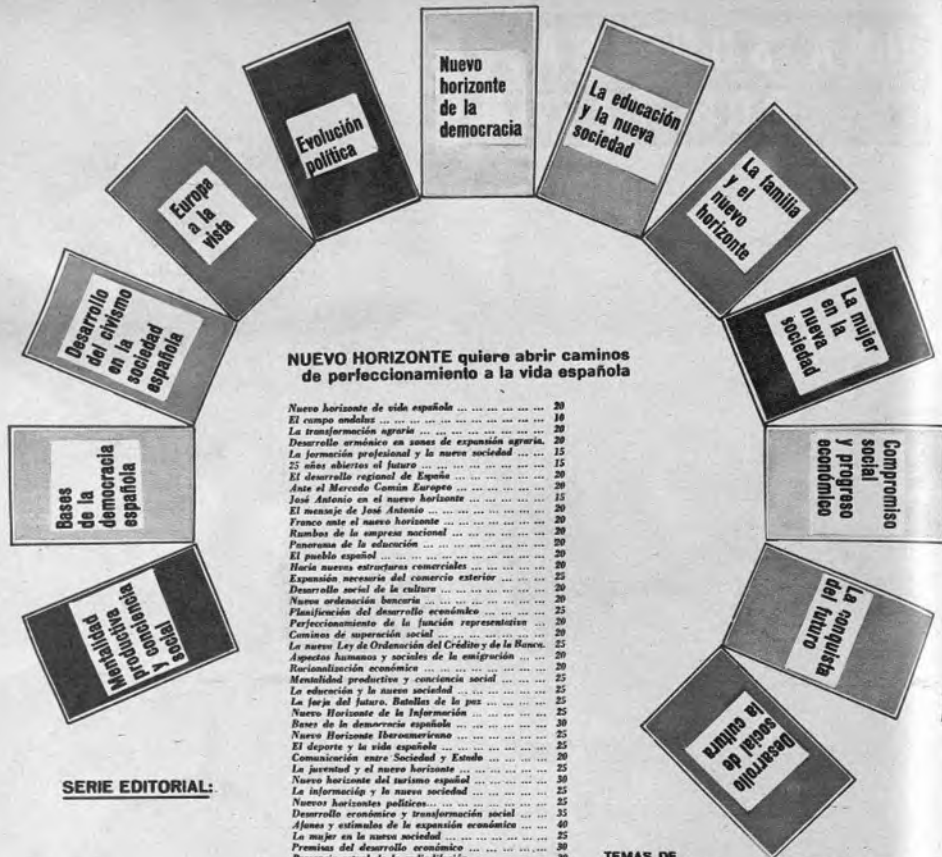 Nuevo
horizonte
de la
democracia
La educación
y la nueva
sociedad
La familia
y el
nuevo
horizonte
La mujer
en la
nueva
sociedad
Compromiso
social
y progreso
económico
La conquista
del futuro
Desarrollo
social de
la cultura
Evolución
política
Europa
a la
vista
Desarrollo
del civismo
en la
sociedad
española
Bases
de la
democracia
española
Mentalidad
productiva
y conciencia
social
NUEVO HORIZONTE quiere abrir caminos
de perfeccionamiento a la vida española
Nuevo horizonte de vida española ... ... ... ... ... ... ... 20
El campo andaluz ... ... ... ... ... ... ... ... ... ... 10
La transformación agraria ... ... ... ... ... ... ... ... 20
Desarrollo armónico en zonas de expansión agraria. 20
La formación profesional y la nueva sociedad ... ... 15
25 años abiertos al futuro ... ... ... ... ... ... ... ... 15
El desarrollo regional de España ... ... ... ... ... ... 20
Ante el Mercado Común Europeo ... ... ... ... ... ... 20
José Antonio en el nuevo horizonte ... ... ... ... ... 15
El mensaje de José Antonio ... ... ... ... ... ... ... 20
Franco ante el nuevo horizonte ... ... ... ... ... ... 20
Rumbos de la empresa nacional ... ... ... ... ... ... 20
Panorama de la educación ... ... ... ... ... ... ... ... 20
El pueblo español ... ... ... ... ... ... ... ... ... ... 20
Hacia nuevas estructuras comerciales ... ... ... ... 20
Expansión necesaria del comercio exterior ... ... ... 25
Desarrollo social de la cultura ... ... ... ... ... ... 20
Nueva ordenación bancaria ... ... ... ... ... ... ... 20
Planificación del desarrollo económico ... ... ... ... 25
Perfeccionamiento de la función representativa ... 20
Caminos de superación social ... ... ... ... ... ... ... 20
La nueva Ley de Ordenación del Crédito y de la Banca. 25
Aspectos humanos y sociales de la emigración ... ... 20
Racionalización económica ... ... ... ... ... ... ... 20
Mentalidad productiva y conciencia social ... ... ... 25
La educación y la nueva sociedad ... ... ... ... ... 25
La forja del futuro. Batallas de la paz ... ... ... ... 25
Nuevo Horizonte de la Información ... ... ... ... ... 25
Bases de la democracia española ... ... ... ... ... ... 30
Nuevo Horizonte Iberoamericano ... ... ... ... ... ... 25
El deporte y la vida española ... ... ... ... ... ... ... 25
Comunicación entre Sociedad y Estado ... ... ... ... 20
La juventud y el nuevo horizonte ... ... ... ... ... 25
Nuevo horizonte del turismo español ... ... ... ... ... 30
La información y la nueva sociedad ... ... ... ... ... 25
Nuevos horizontes políticos... ... ... ... ... ... ... ... 25
Desarrollo económico y transformación social ... ... 35
Afanes y estímulos de la expansión económica ... ... 40
La mujer en la nueva sociedad ... ... ... ... ... ... 25
Premisas del desarrollo económico ... ... ... ... ... 30
SERIE EDITORIAL:
TEMAS DE